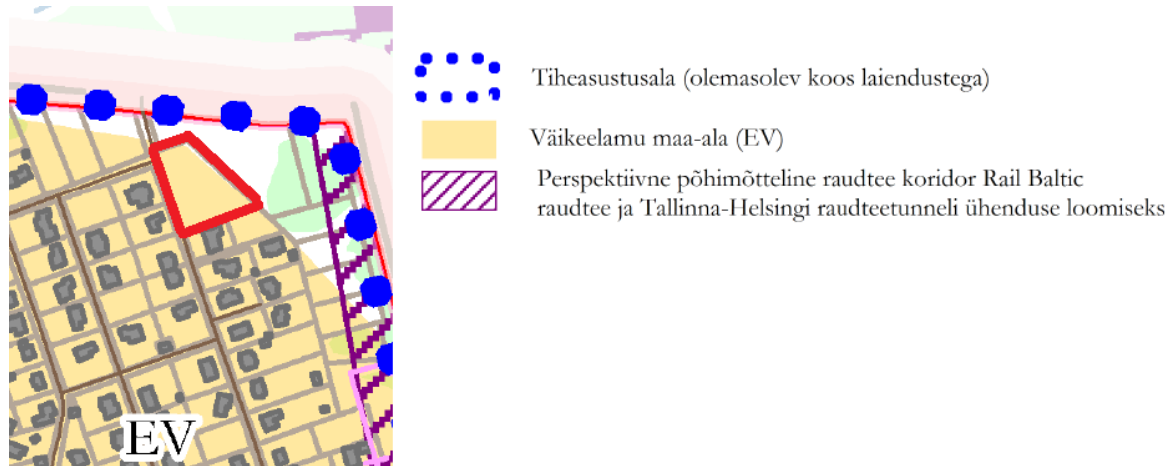 Tiheasustusala (olemasolev koos laiendustega)
Väikeelamu maa-ala (EV)
Perspektiivne põhimõtteline raudtee koridor Rail Baltic
raudtee ja Tallinna-Helsingi raudteetunneli ühenduse loomiseks
EV